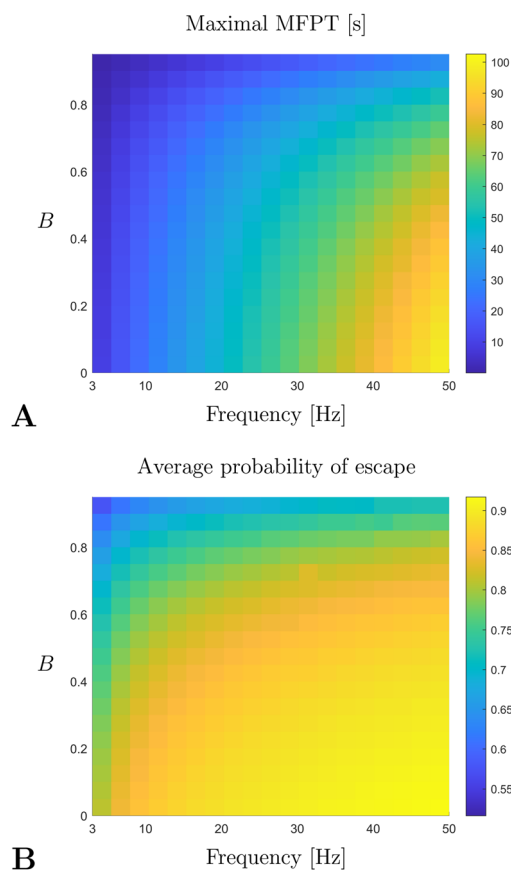 Maximal MFPT [s]
100
90
80
70
60
50
40
30
20
10
0.8
0.6
B
0.4
0.2
0
3 10 20 30 40 50
A
Frequency [Hz]
Average probability of escape
0.9
0.85
0.8
0.75
0.7
0.65
0.6
0.55
0.8
0.6
B
0.4
0.2
0
3 10 20 30 40 50
B
Frequency [Hz]